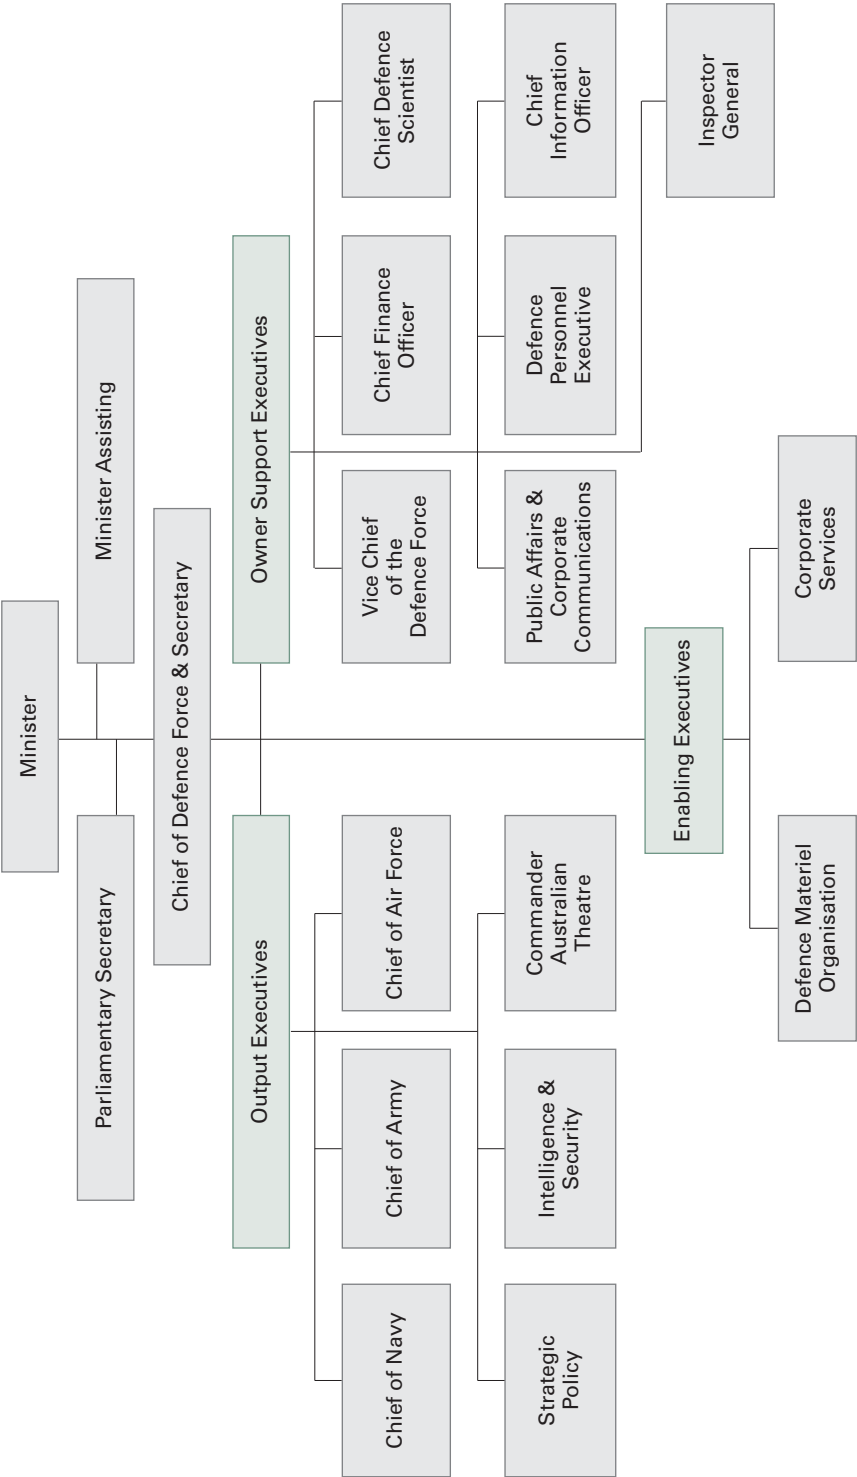 Minister
Parliamentary Secretary
Minister Assisting
Chief of Defence Force & Secretary
Output Executives
Owner Support Executives
Chief of Navy
Chief of Army
Chief of Air Force
Vice Chief
of the
Defence Force
Chief Finance
Officer
Chief Defence
Scientist
Strategic
Policy
Intelligence &
Security
Commander
Australian
Theatre
Public Affairs &
Corporate
Communications
Defence
Personnel
Executive
Chief
Information
Officer
Enabling Executives
Inspector
General
Defence Materiel
Organisation
Corporate
Services